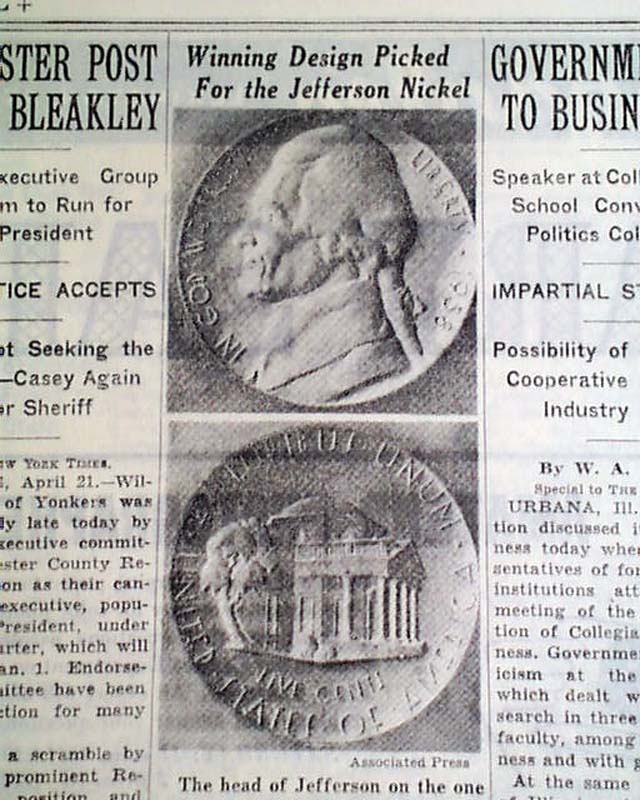 STER POST
BLEAKLEY
xecutive Group
m to Run for
President
TICE ACCEPTS
ot Seeking the
—Casey Again
r Sheriff
EW YORK TIMES.
, April 21.—Wil-
of Yonkers was
ly late today by
xecutive commit-
ster County Re-
on as their can-
executive, popu-
President, under
arter, which will
an. 1. Endorse-
ittee have been
ction for many
a scramble by
prominent Re-
position, and
Winning Design Picked
For the Jefferson Nickel
LIBERTY
1938
IN GOD W
PLURIBUS UNUM
FIVE CENTS
UNITED STATES OF AMERICA
Associated Press
The head of Jefferson on the one
GOVERNM
TO BUSIN
Speaker at Coll
School Conv
Politics Col
IMPARTIAL ST
Possibility of
Cooperative
Industry
By W. A.
Special to THE
URBANA, Ill.
tion discussed i
ness today whe
sentatives of fo
institutions att
meeting of the
tion of Collegia
ness. Governme
icism at the
which dealt w
search in three
faculty, among
ness and with g
At the same